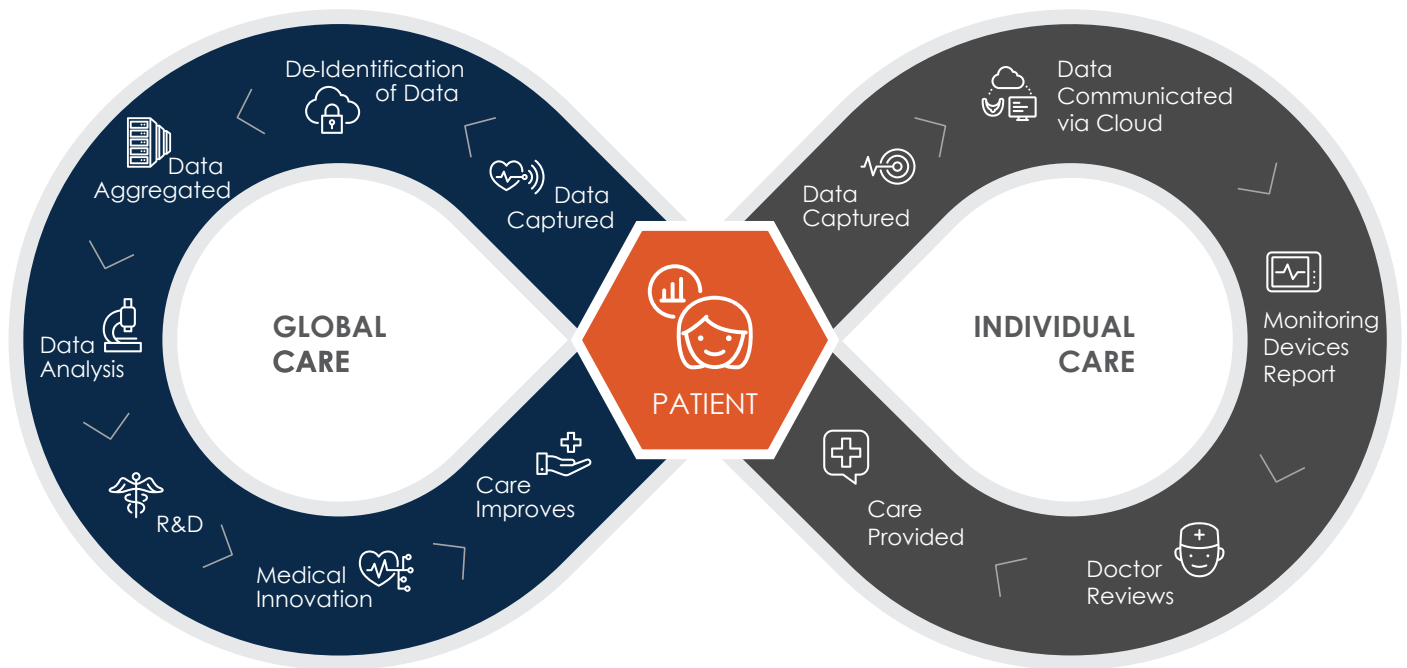 De-Identification
of Data
Data
Aggregated
Data
Captured
Data
Analysis
R&D
Medical
Innovation
Care
Improves
GLOBAL
CARE
PATIENT
INDIVIDUAL
CARE
Data
Captured
Data
Communicated
via Cloud
Monitoring
Devices
Report
Doctor
Reviews
Care
Provided